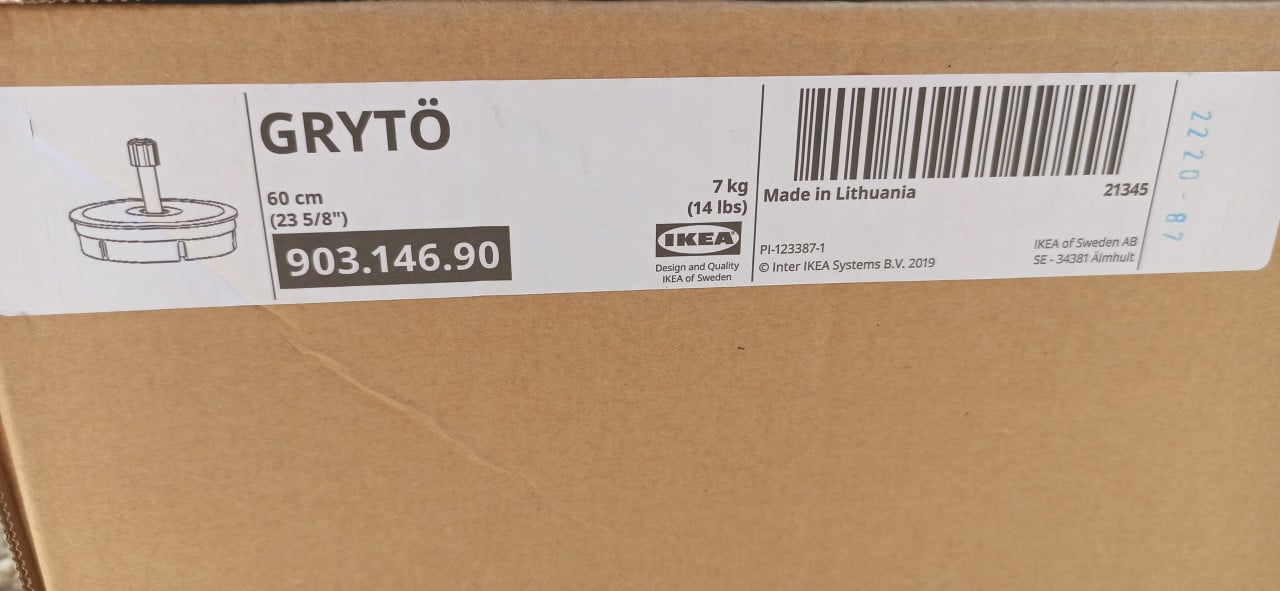 GRYTÖ
60 cm
(23 5/8")
903.146.90
7 kg
(14 lbs)
IKEA
Design and Quality
IKEA of Sweden
Made in Lithuania
21345
PI-123387-1
© Inter IKEA Systems B.V. 2019
IKEA of Sweden AB
SE - 34381 Älmhult
2220-87